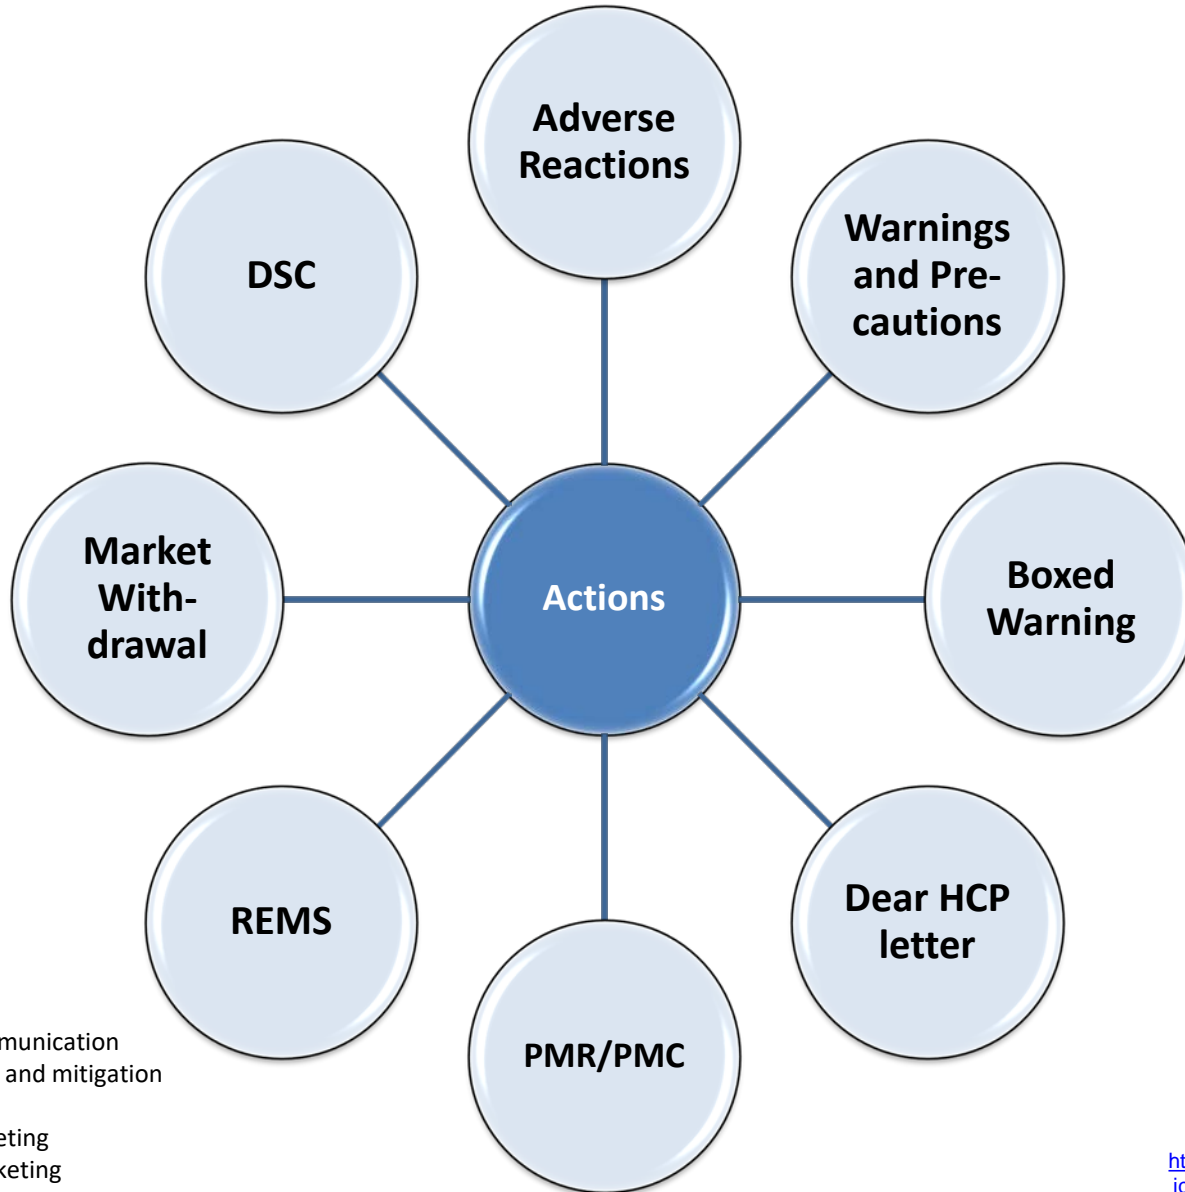 Adverse
Reactions
Warnings
and Pre-
cautions
Boxed
Warning
Dear HCP
letter
PMR/PMC
REMS
Market
With-
drawal
DSC
Actions
munication
and mitigation
eting
keting
ht